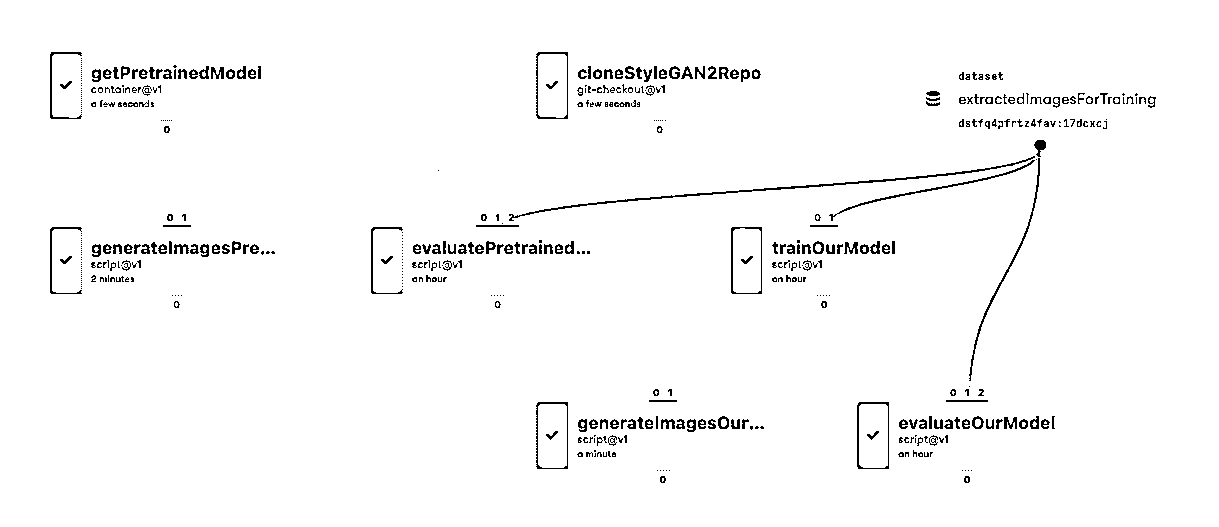 getPretrainedModel
container@v1
a few seconds
0
cloneStyleGAN2Repo
git-checkout@v1
a few seconds
0
dataset
extractedImagesForTraining
dstfq4pfrtz4fav:17dcxcj
0 1
generateImagesPre...
script@v1
2 minutes
0
0 1 2
evaluatePretrained...
script@v1
an hour
0
0 1
trainOurModel
script@v1
an hour
0
0 1
generateImagesOur...
script@v1
a minute
0
0 1 2
evaluateOurModel
script@v1
an hour
0